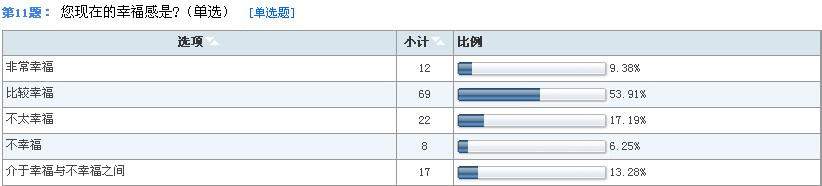 第11题： 您现在的幸福感是?（单选） [单选题]
选项 小计 比例
非常幸福 12 9.38%
比较幸福 69 53.91%
不太幸福 22 17.19%
不幸福 8 6.25%
介于幸福与不幸福之间 17 13.28%